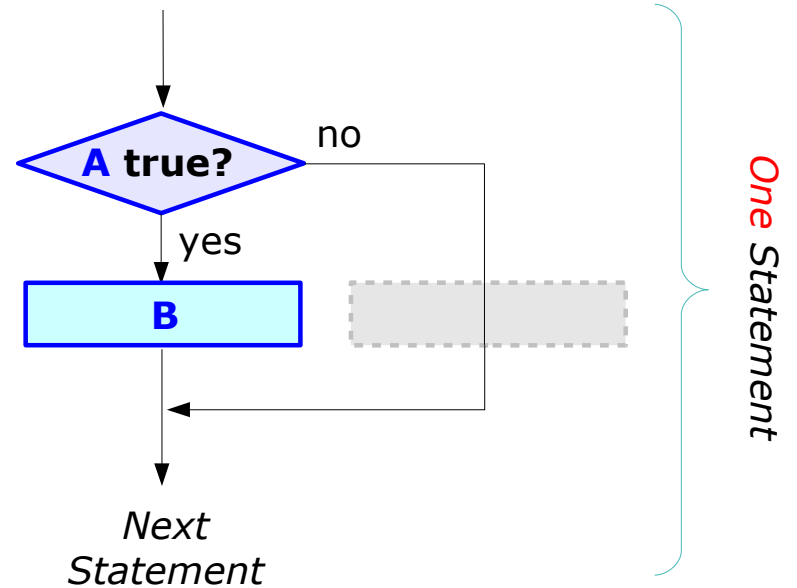 A true?
no
yes
B
Next
Statement
One Statement